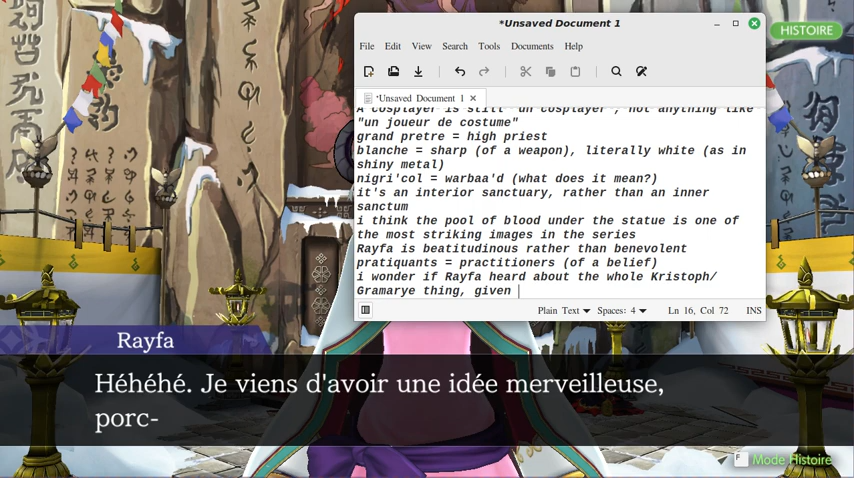 *Unsaved Document 1
HISTOIRE
File Edit View Search Tools Documents Help
*Unsaved Document 1
A cosplayer is still "un cosplayer", not anything like
"un joueur de costume"
grand pretre = high priest
blanche = sharp (of a weapon), literally white (as in
shiny metal)
nigri'col = warbaa'd (what does it mean?)
it's an interior sanctuary, rather than an inner
sanctum
i think the pool of blood under the statue is one of
the most striking images in the series
Rayfa is beatitudinous rather than benevolent
pratiquants = practitioners (of a belief)
i wonder if Rayfa heard about the whole Kristoph/
Gramarye thing, given
Plain Text Spaces: 4 Ln 16, Col 72 INS
Rayfa
Héhéhé. Je viens d'avoir une idée merveilleuse,
porc-
F Mode Histoire